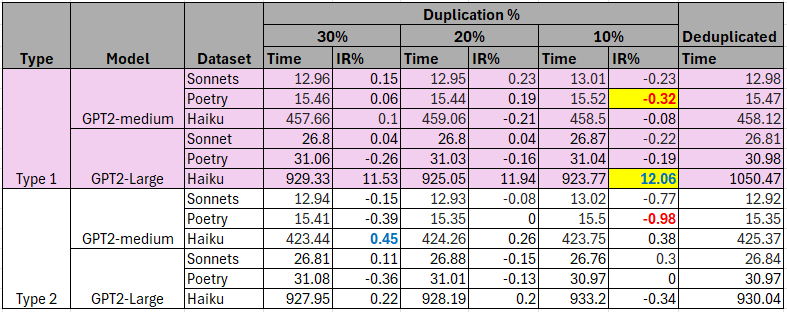 Duplication %
30% 20% 10% Deduplicated
Type Model Dataset Time IR% Time IR% Time IR% Time
Sonnets 12.96 0.15 12.95 0.23 13.01 -0.23 12.98
Poetry 15.46 0.06 15.44 0.19 15.52 -0.32 15.47
GPT2-medium Haiku 457.66 0.1 459.06 -0.21 458.5 -0.08 458.12
Sonnet 26.8 0.04 26.8 0.04 26.87 -0.22 26.81
Poetry 31.06 -0.26 31.03 -0.16 31.04 -0.19 30.98
Type 1 GPT2-Large Haiku 929.33 11.53 925.05 11.94 923.77 12.06 1050.47
Sonnets 12.94 -0.15 12.93 -0.08 13.02 -0.77 12.92
Poetry 15.41 -0.39 15.35 0 15.5 -0.98 15.35
GPT2-medium Haiku 423.44 0.45 424.26 0.26 423.75 0.38 425.37
Sonnets 26.81 0.11 26.88 -0.15 26.76 0.3 26.84
Poetry 31.08 -0.36 31.01 -0.13 30.97 0 30.97
Type 2 GPT2-Large Haiku 927.95 0.22 928.19 0.2 933.2 -0.34 930.04